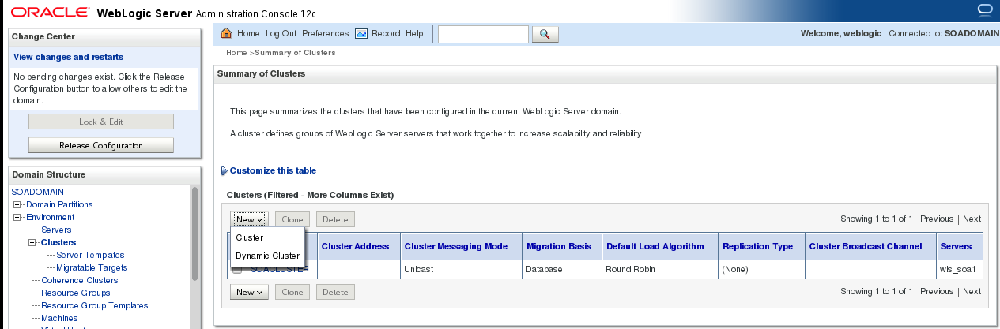 ORACLE WebLogic Server Administration Console 12c
Change Center
View changes and restarts
No pending changes exist. Click the Release
Configuration button to allow others to edit the
domain.
Lock & Edit
Release Configuration
Domain Structure
SOADOMAIN
Domain Partitions
Environment
Servers
Clusters
Server Templates
Migratable Targets
Coherence Clusters
Resource Groups
Resource Group Templates
Machines
Home Log Out Preferences Record Help
Welcome, weblogic Connected to: SOADOMAIN
Home >Summary of Clusters
Summary of Clusters
This page summarizes the clusters that have been configured in the current WebLogic Server domain.
A cluster defines groups of WebLogic Server servers that work together to increase scalability and reliability.
Customize this table
Clusters (Filtered - More Columns Exist)
New Clone Delete Showing 1 to 1 of 1 Previous | Next
Cluster
Dynamic Cluster
Cluster Address Cluster Messaging Mode Migration Basis Default Load Algorithm Replication Type Cluster Broadcast Channel Servers
SOACLUSTER Unicast Database Round Robin (None) wls_soa1
New Clone Delete Showing 1 to 1 of 1 Previous | Next